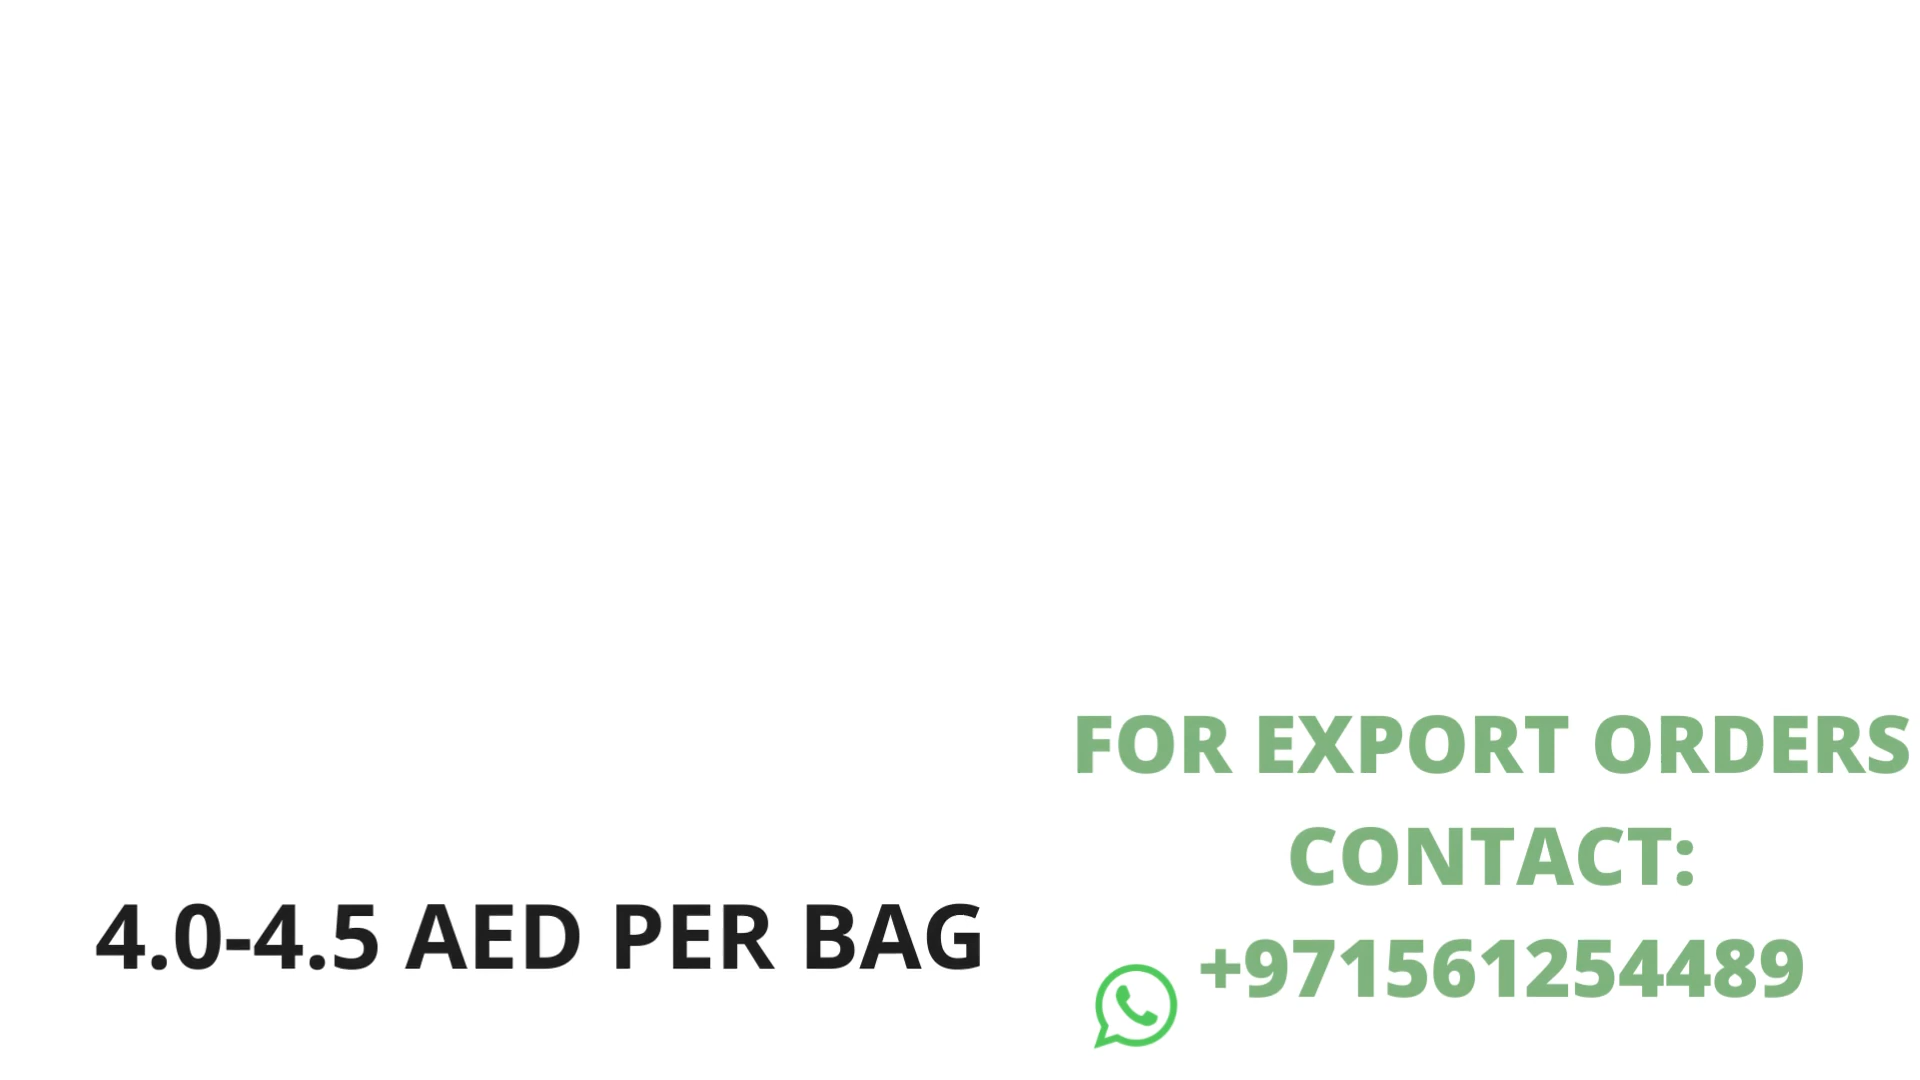 4.0-4.5 AED PER BAG
FOR EXPORT ORDERS
CONTACT:
+971561254489